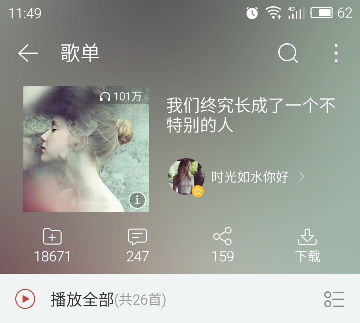 11:49
4G
62
歌单
101万
我们终究长成了一个不
特别的人
时光如水你好
18671
247
159
下载
播放全部(共26首)